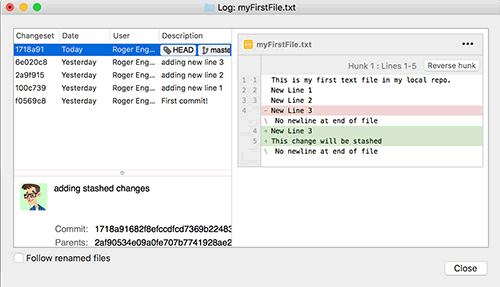 Log: myFirstFile.txt
Changeset Date User Description
1718a91 Today Roger Eng... HEAD maste
6e020c8 Yesterday Roger Eng... adding new line 3
2a9f915 Yesterday Roger Eng... adding new line 2
100c739 Yesterday Roger Eng... adding new line 1
f0569c8 Yesterday Roger Eng... First commit!
adding stashed changes
Commit: 1718a91682f8efccdfcd7369b22483
Parents: 2af90534e09a0fe707b7741928ae2
myFirstFile.txt •••
Hunk 1 : Lines 1-5 Reverse hunk
1 1 This is my first text file in my local repo.
2 2 New Line 1
3 3 New Line 2
4 - New Line 3
\ No newline at end of file
4 + New Line 3
5 + This change will be stashed
\ No newline at end of file
Follow renamed files
Close